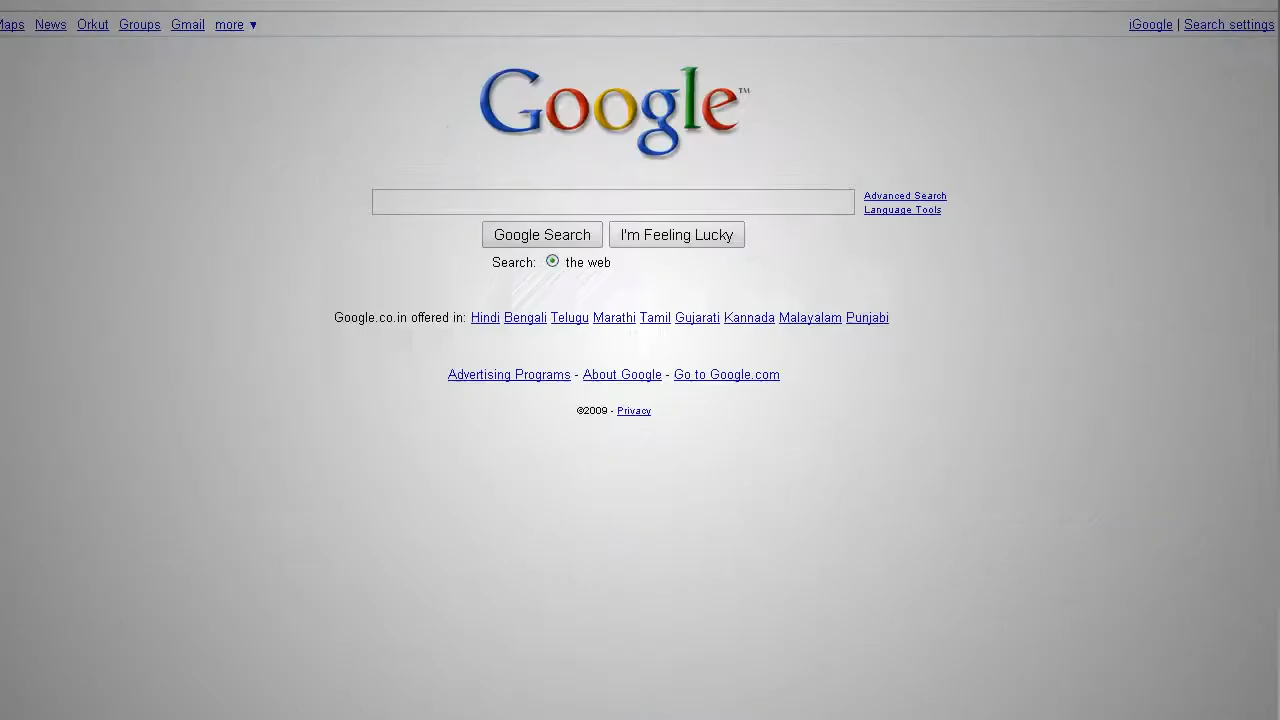 News Orkut Groups Gmail more ▼ iGoogle | Search settings
Google™
Advanced Search
Language Tools
Google Search I'm Feeling Lucky
Search: the web
Google.co.in offered in: Hindi Bengali Telugu Marathi Tamil Gujarati Kannada Malayalam Punjabi
Advertising Programs - About Google - Go to Google.com
©2009 - Privacy